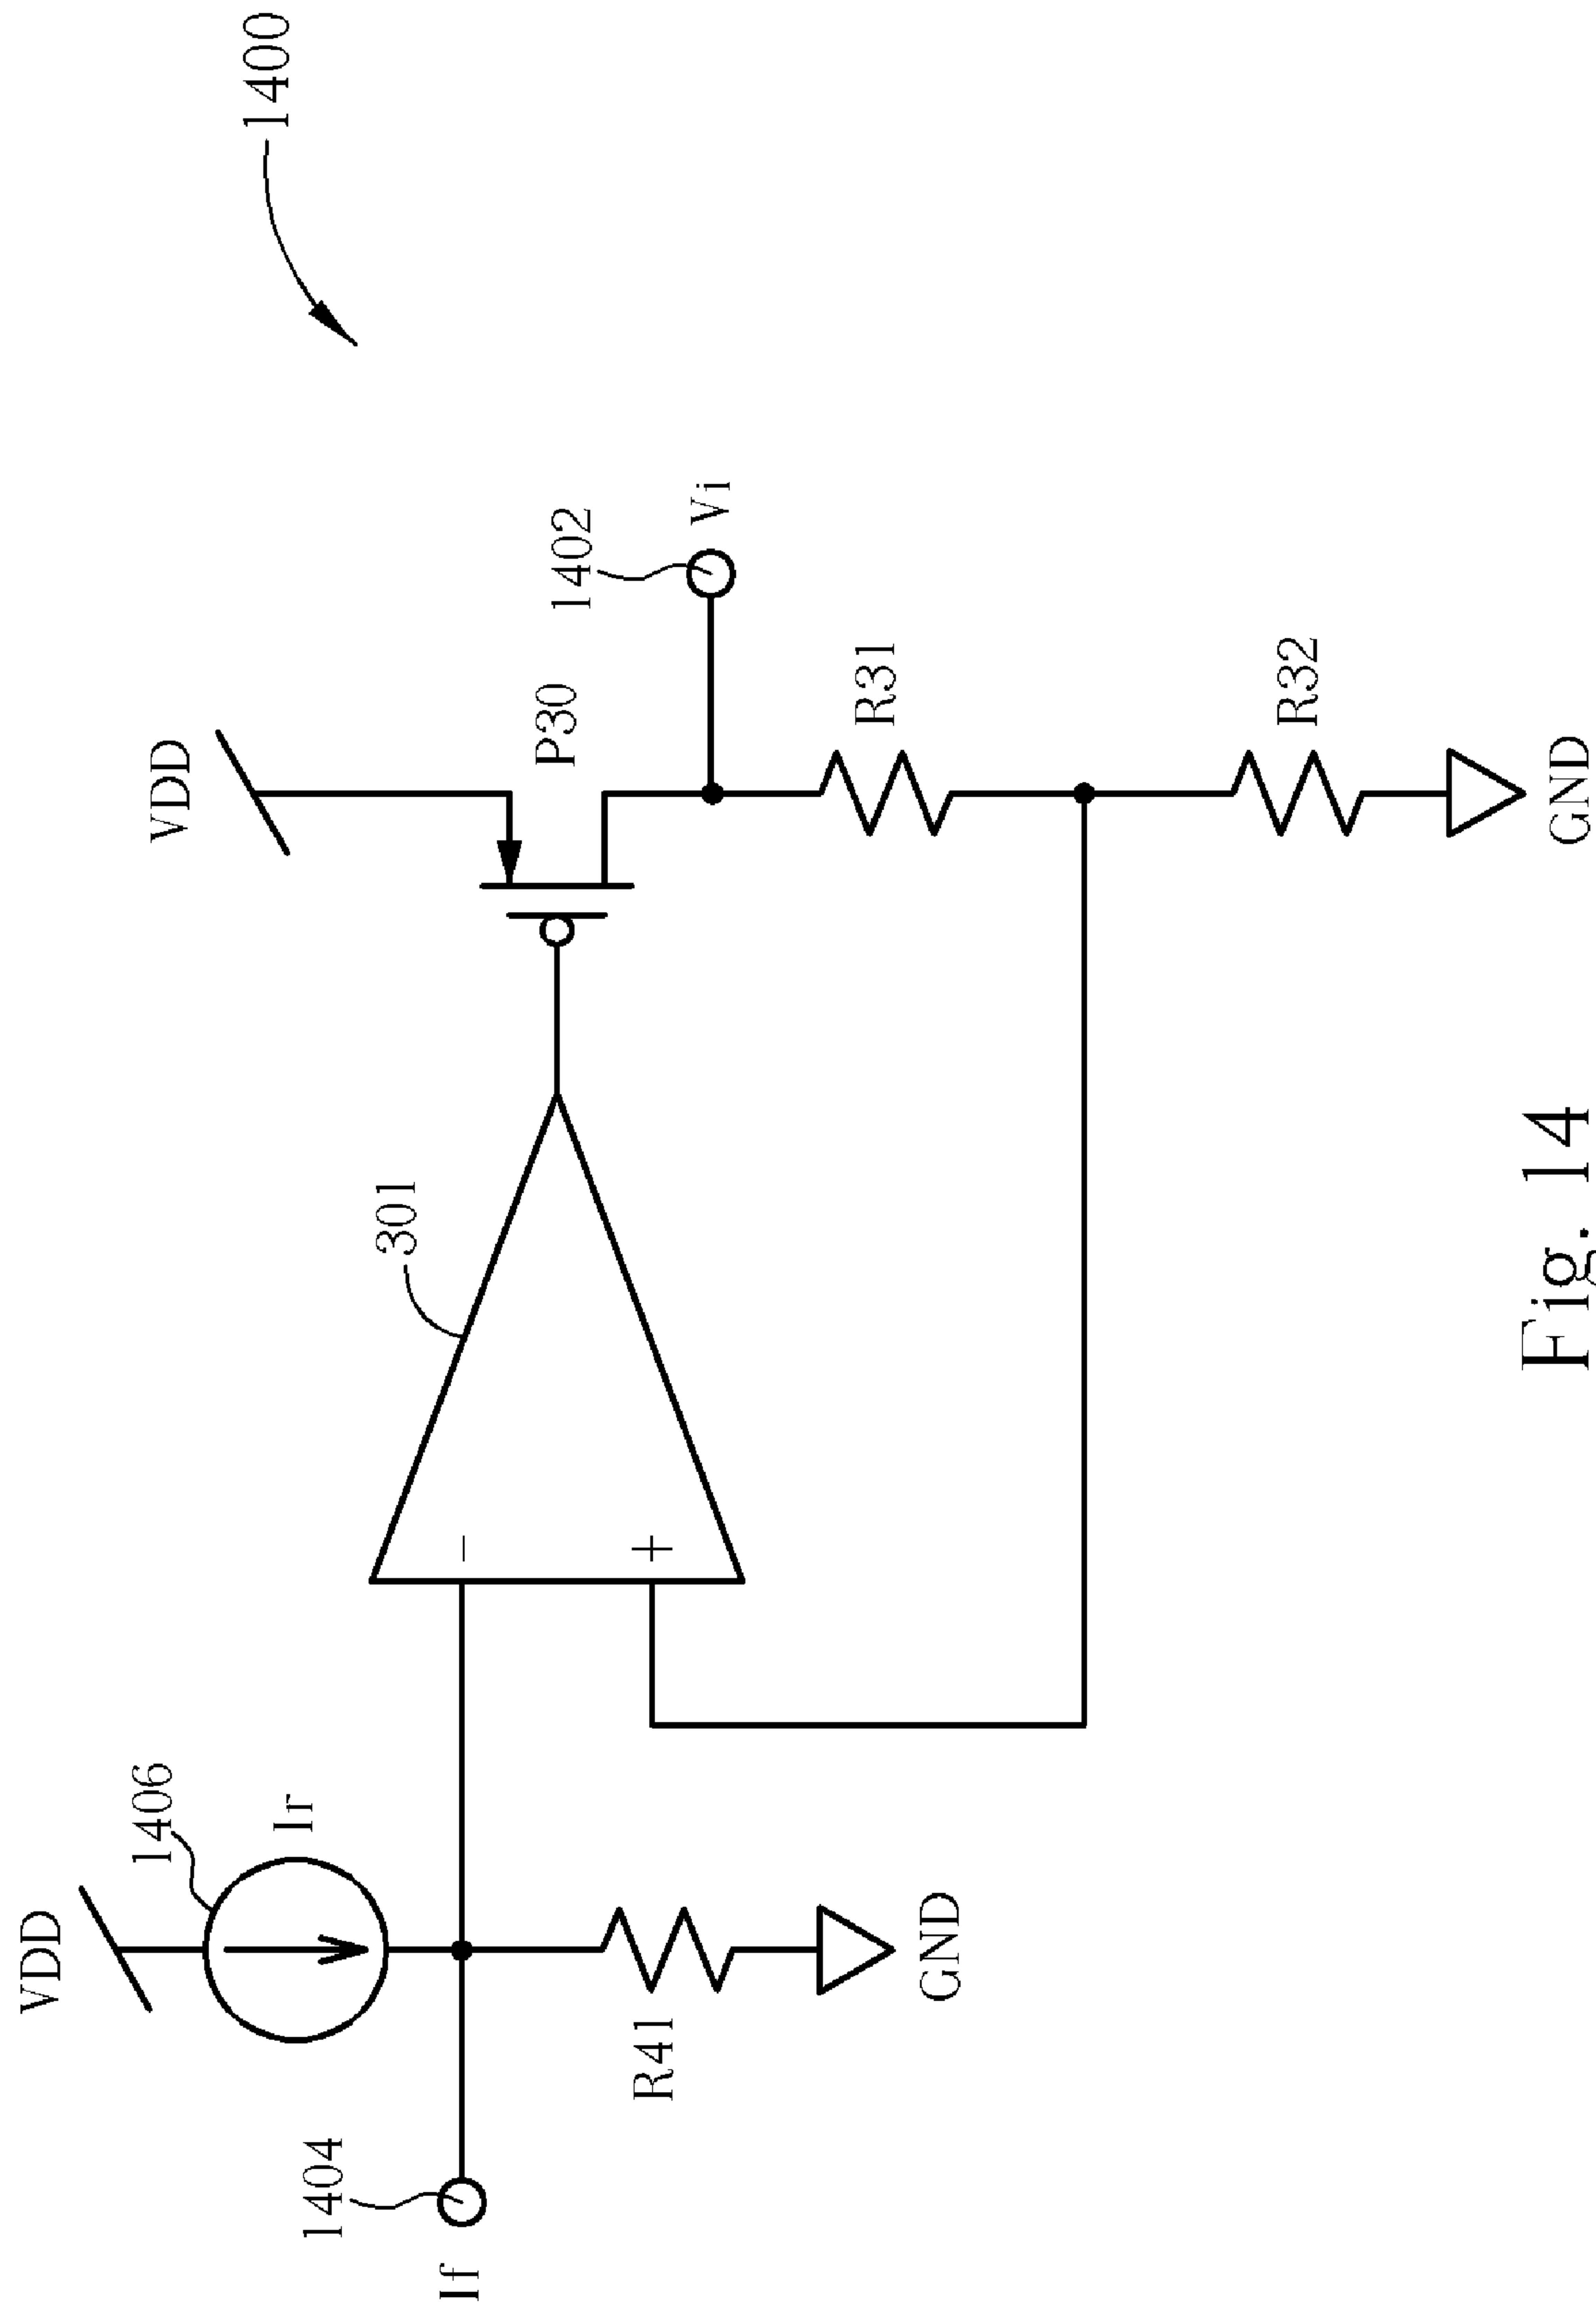 1400
VDD
P30
1402
Vi
R31
R32
GND
301
-
+
VDD
1406
Ir
1404
If
R41
GND
Fig. 14